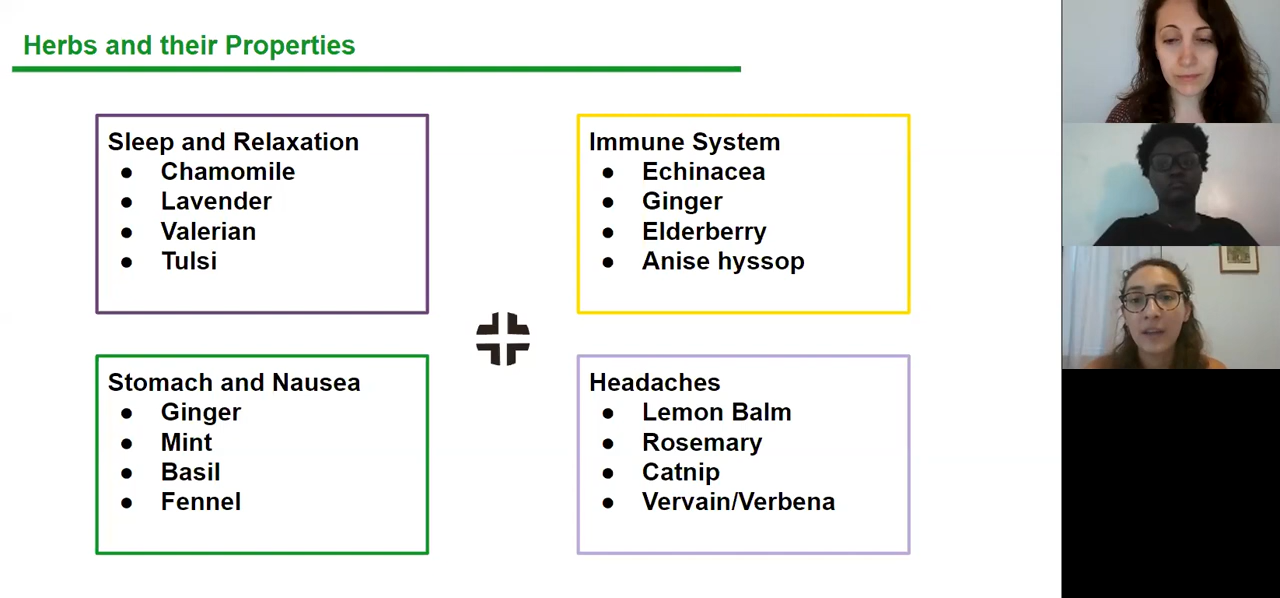 Herbs and their Properties
Sleep and Relaxation
● Chamomile
● Lavender
● Valerian
● Tulsi
Immune System
● Echinacea
● Ginger
● Elderberry
● Anise hyssop
Stomach and Nausea
● Ginger
● Mint
● Basil
● Fennel
Headaches
● Lemon Balm
● Rosemary
● Catnip
● Vervain/Verbena